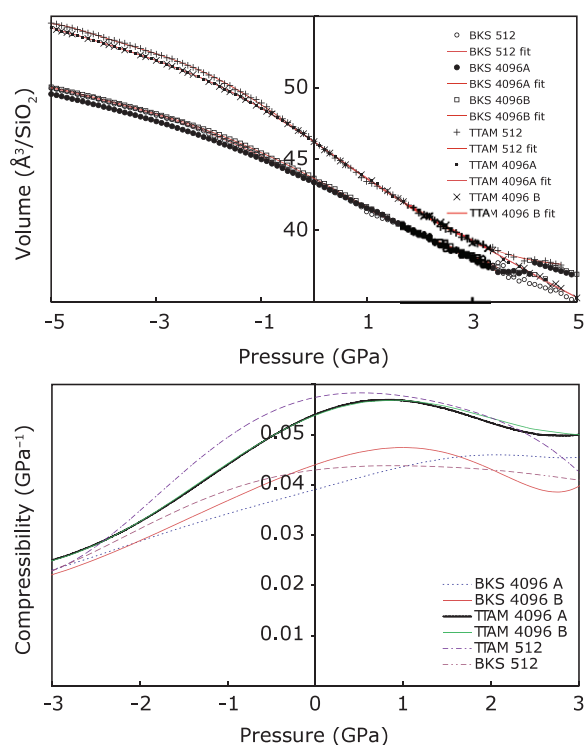 BKS 512
BKS 512 fit
BKS 4096A
BKS 4096A fit
BKS 4096B
BKS 4096B fit
TTAM 512
TTAM 512 fit
TTAM 4096A
TTAM 4096A fit
TTAM 4096 B
TTAM 4096 B fit
50
45
40
Volume (Å³/SiO₂)
-5 -3 -1 1 3 5
Pressure (GPa)
0.05
0.04
0.03
0.02
0.01
Compressibility (GPa⁻¹)
BKS 4096 A
BKS 4096 B
TTAM 4096 A
TTAM 4096 B
TTAM 512
BKS 512
-3 -2 -1 0 1 2 3
Pressure (GPa)